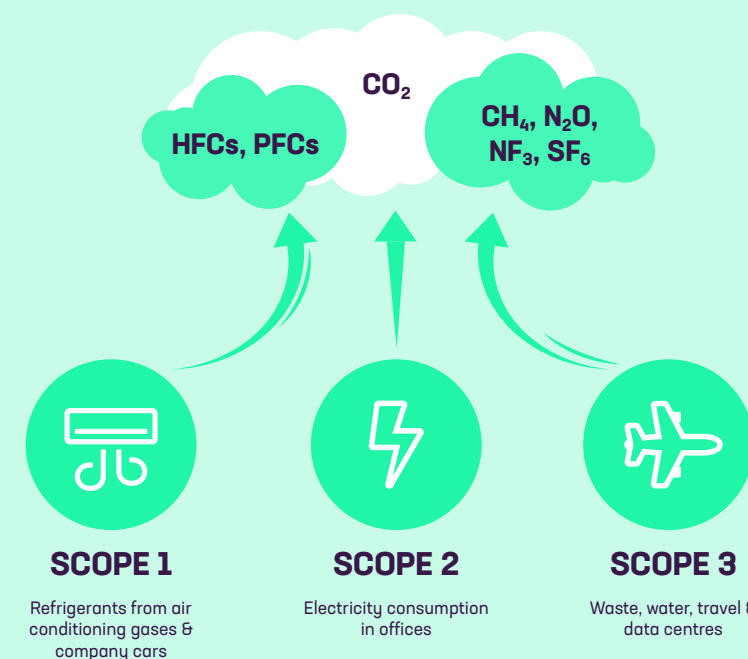 CO₂
HFCs, PFCs
CH₄, N₂O,
NF₃, SF₆
SCOPE 1
Refrigerants from air
conditioning gases &
company cars
SCOPE 2
Electricity consumption
in offices
SCOPE 3
Waste, water, travel &
data centres